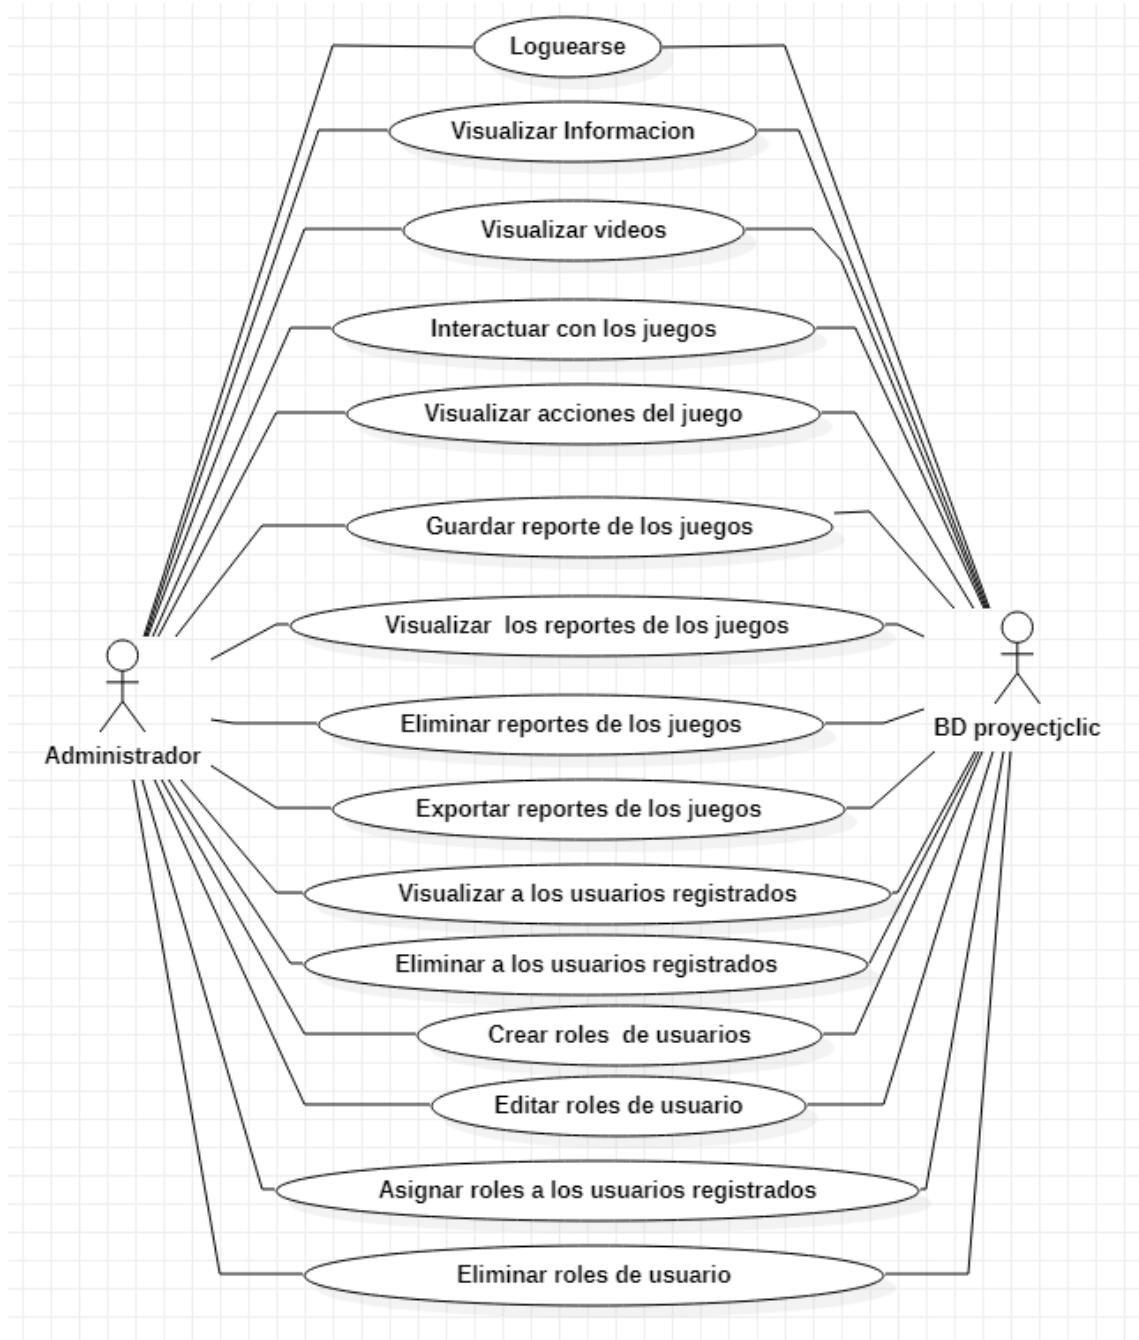 Loguearse
Visualizar Informacion
Visualizar videos
Interactuar con los juegos
Visualizar acciones del juego
Guardar reporte de los juegos
Visualizar  los reportes de los juegos
Eliminar reportes de los juegos
BD proyectjclic
Administrador
Exportar reportes de los juegos
Visualizar a los usuarios registrados
Eliminar a los usuarios registrados
Crear roles  de usuarios
Editar roles de usuario
Asignar roles a los usuarios registrados
Eliminar roles de usuario